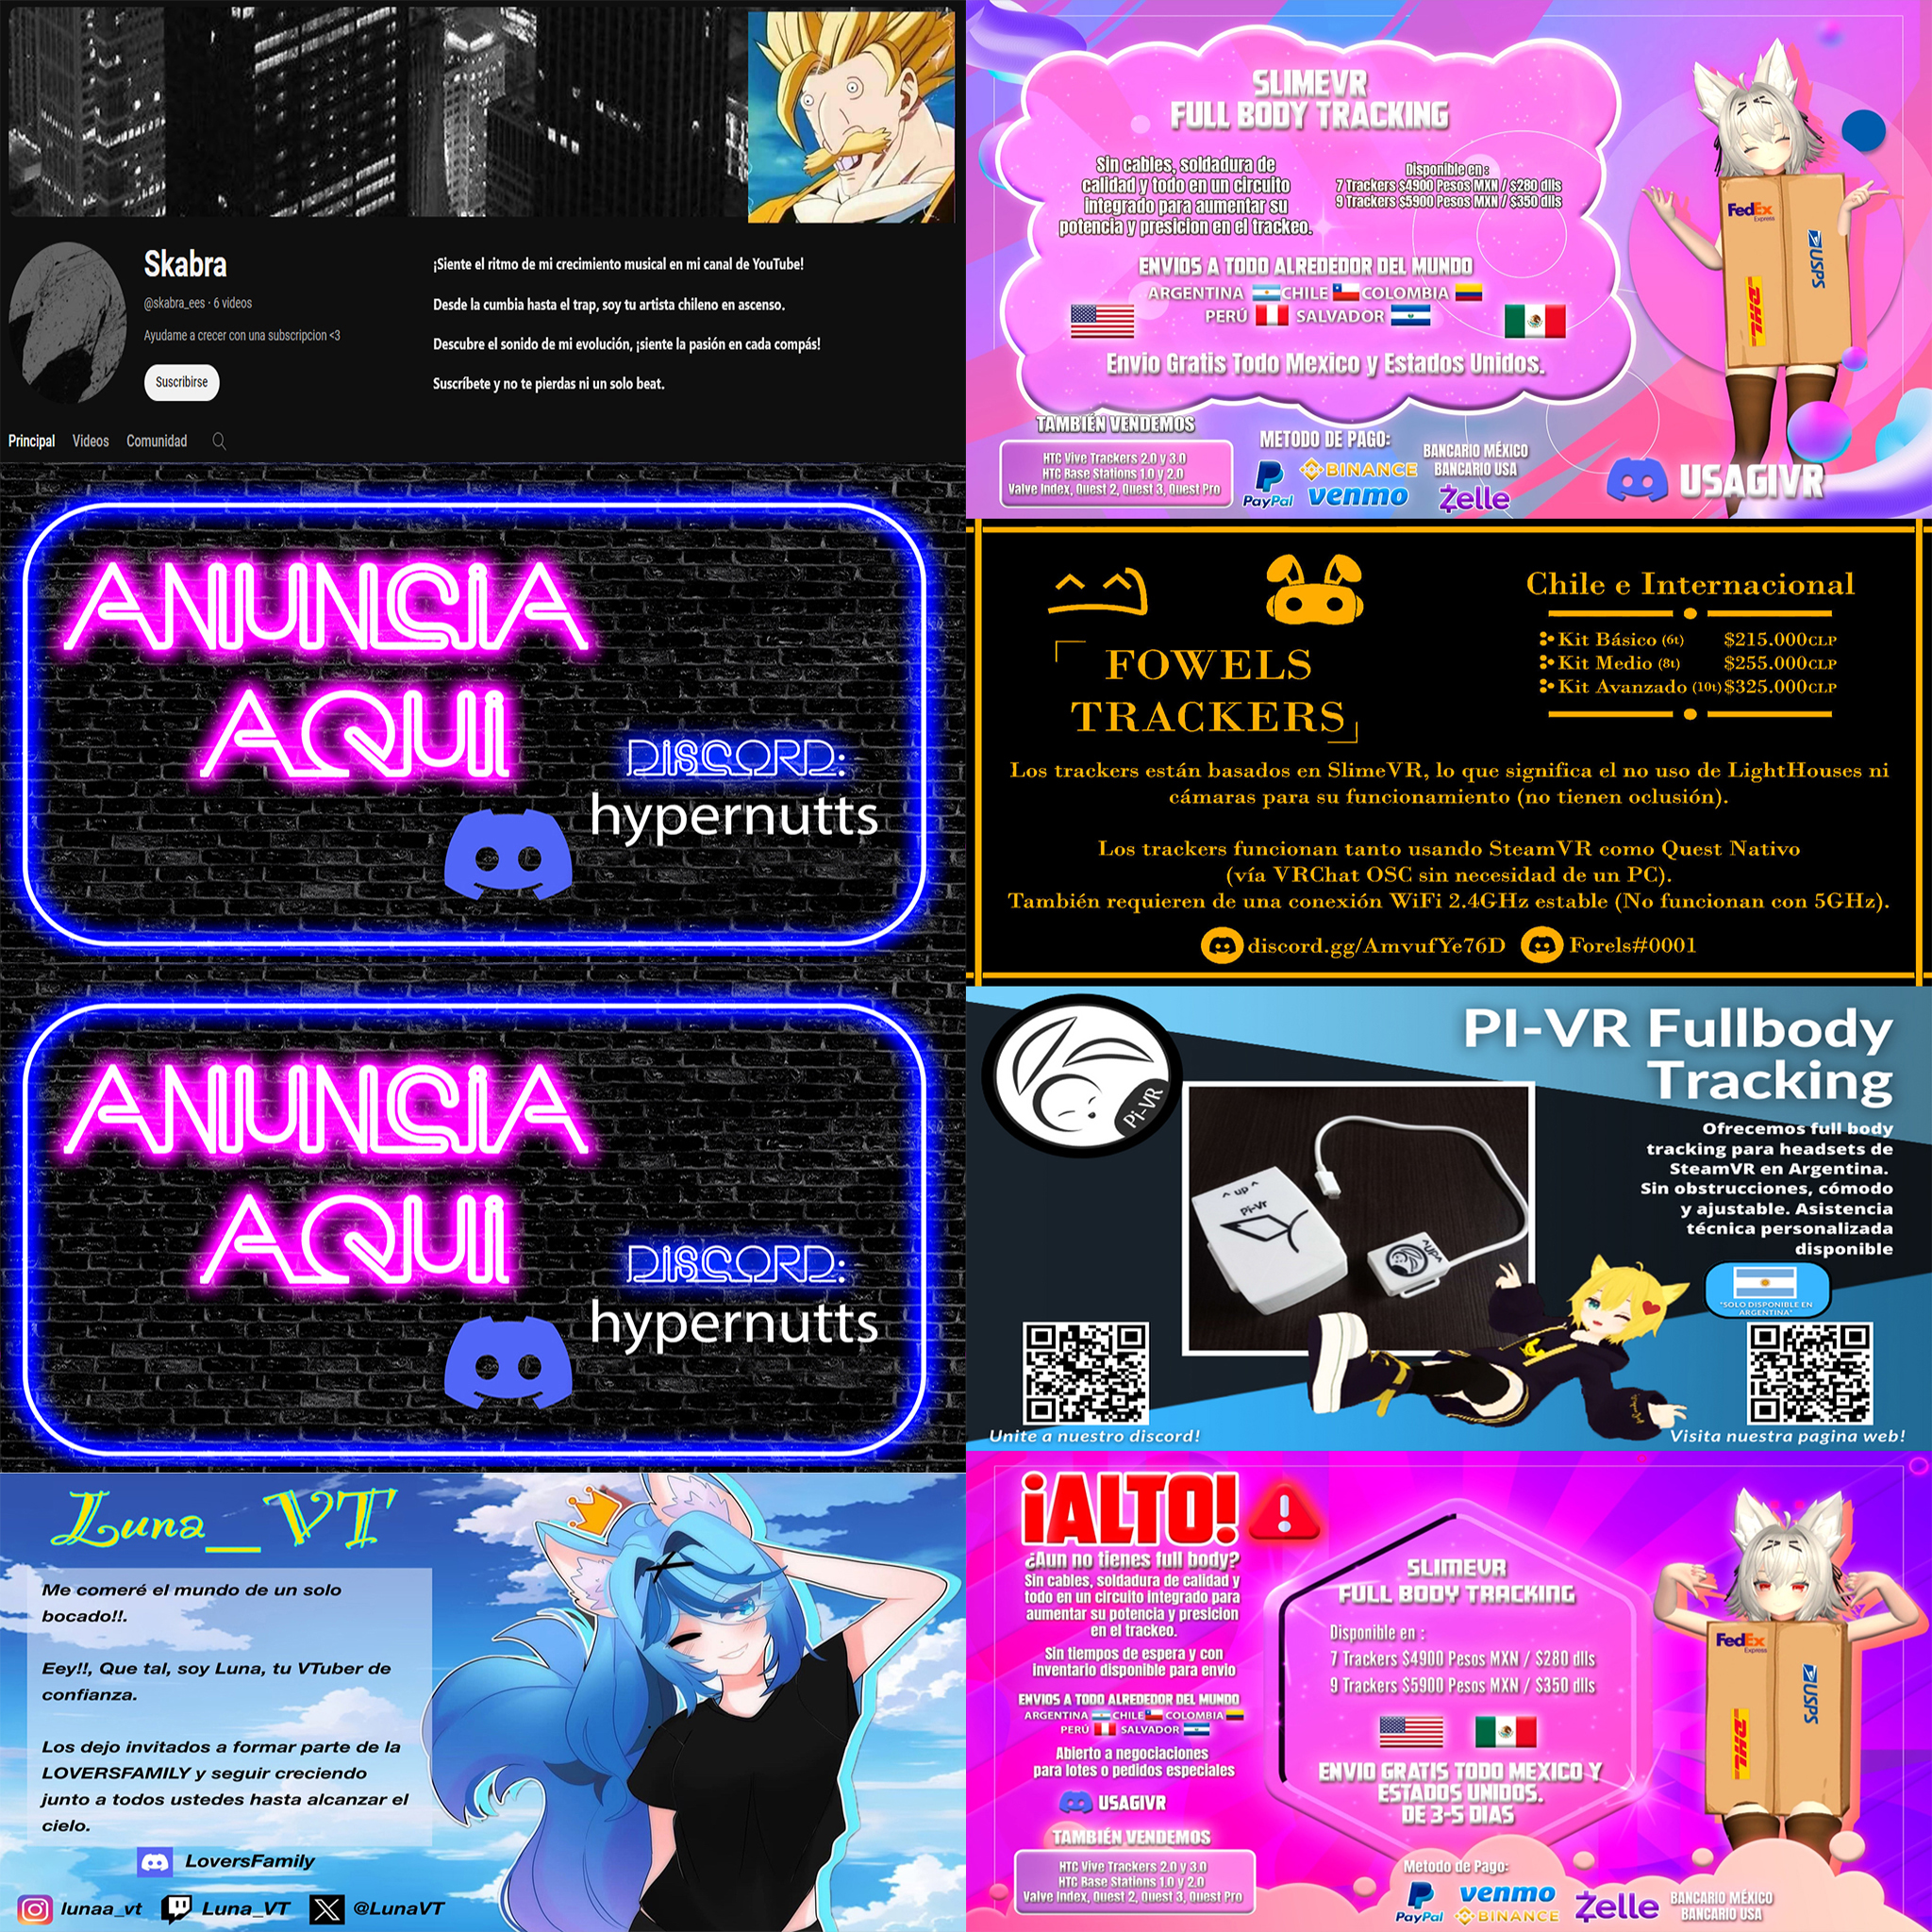 Skabra
@skabra_ees · 6 videos
Ayudame a crecer con una subscripcion <3
Suscribirse
Principal Videos Comunidad
¡Siente el ritmo de mi crecimiento musical en mi canal de YouTube!
Desde la cumbia hasta el trap, soy tu artista chileno en ascenso.
Descubre el sonido de mi evolución, ¡siente la pasión en cada compás!
Suscríbete y no te pierdas ni un solo beat.
SLIMEVR
FULL BODY TRACKING
Sin cables, soldadura de
calidad y todo en un circuito
integrado para aumentar su
potencia y presicion en el trackeo.
Disponible en :
7 Trackers $4900 Pesos MXN / $280 dlls
9 Trackers $5900 Pesos MXN / $350 dlls
ENVIOS A TODO ALREDEDOR DEL MUNDO
ARGENTINA CHILE COLOMBIA
PERÚ SALVADOR
Envio Gratis Todo Mexico y Estados Unidos.
TAMBIÉN VENDEMOS
HTC Vive Trackers 2.0 y 3.0
HTC Base Stations 1.0 y 2.0
Valve Index, Quest 2, Quest 3, Quest Pro
METODO DE PAGO:
PayPal
BINANCE
venmo
BANCARIO MÉXICO
BANCARIO USA
Zelle
USAGIVR
FedEx
Express
USPS
DHL
ANUNCIA
AQUI
DISCORD:
hypernutts
FOWELS
TRACKERS
Chile e Internacional
Kit Básico (6t) $215.000CLP
Kit Medio (8t) $255.000CLP
Kit Avanzado (10t) $325.000CLP
Los trackers están basados en SlimeVR, lo que significa el no uso de LightHouses ni
cámaras para su funcionamiento (no tienen oclusión).
Los trackers funcionan tanto usando SteamVR como Quest Nativo
(vía VRChat OSC sin necesidad de un PC).
También requieren de una conexión WiFi 2.4GHz estable (No funcionan con 5GHz).
discord.gg/AmvufYe76D Forels#0001
ANUNCIA
AQUI
DISCORD:
hypernutts
Pi-VR
PI-VR Fullbody
Tracking
Ofrecemos full body
tracking para headsets de
SteamVR en Argentina.
Sin obstrucciones, cómodo
y ajustable. Asistencia
técnica personalizada
disponible
^ up ^
Pi-Vr
"SOLO DISPONIBLE EN
ARGENTINA"
Unite a nuestro discord!
Visita nuestra pagina web!
Luna_VT
Me comeré el mundo de un solo
bocado!!.
Eey!!, Que tal, soy Luna, tu VTuber de
confianza.
Los dejo invitados a formar parte de la
LOVERSFAMILY y seguir creciendo
junto a todos ustedes hasta alcanzar el
cielo.
LoversFamily
lunaa_vt Luna_VT @LunaVT
¡ALTO!
¿Aun no tienes full body?
Sin cables, soldadura de calidad y
todo en un circuito integrado para
aumentar su potencia y presicion
en el trackeo.
Sin tiempos de espera y con
inventario disponible para envio
ENVIOS A TODO ALREDEDOR DEL MUNDO
ARGENTINA CHILE COLOMBIA
PERÚ SALVADOR
Abierto a negociaciones
para lotes o pedidos especiales
USAGIVR
TAMBIÉN VENDEMOS
HTC Vive Trackers 2.0 y 3.0
HTC Base Stations 1.0 y 2.0
Valve Index, Quest 2, Quest 3, Quest Pro
SLIMEVR
FULL BODY TRACKING
Disponible en :
7 Trackers $4900 Pesos MXN / $280 dlls
9 Trackers $5900 Pesos MXN / $350 dlls
ENVIO GRATIS TODO MEXICO Y
ESTADOS UNIDOS.
DE 3-5 DIAS
FedEx
Express
USPS
DHL
Metodo de Pago:
PayPal
venmo
BINANCE
Zelle
BANCARIO MÉXICO
BANCARIO USA